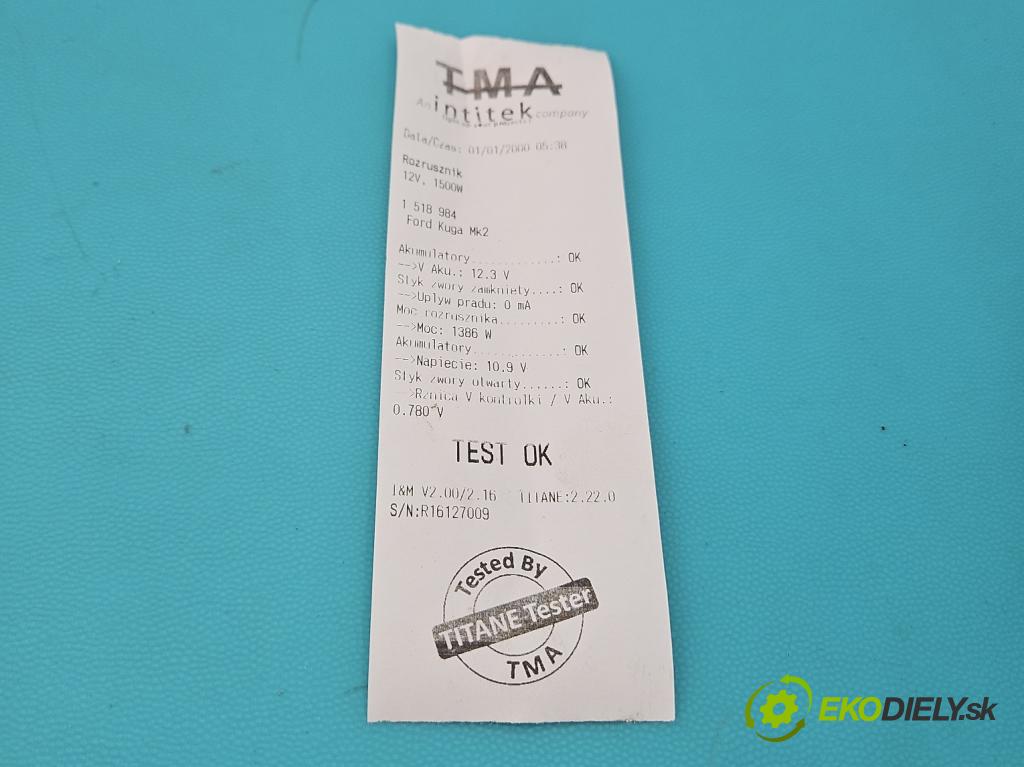 TMA
An intitek company
Data/Czas: 01/01/2000 05:38
Rozrusznik
12V, 1500W
1 518 984
Ford Kuga Mk2
Akumulatory............: OK
-->V Aku.: 12.3 V
Styk zwory zamkniety....: OK
-->Uplyw pradu: 0 mA
Moc rozrusznika.........: OK
-->Moc: 1386 W
Akumulatory.............: OK
-->Napiecie: 10.9 V
Styk zwory otwarty......: OK
-->Rznica V kontrolki / V Aku.:
0.780 V
TEST OK
I&M V2.00/2.16 TITANE:2.22.0
S/N:R16127009
Tested By
TITANE Tester
TMA
EKODIELY.sk